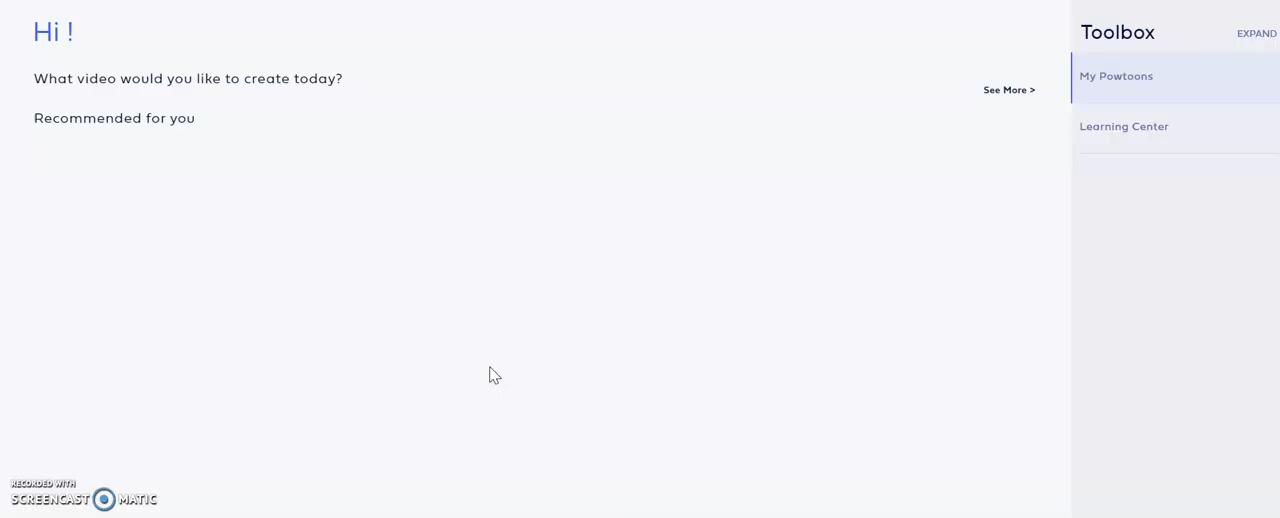 Hi !
What video would you like to create today?
See More >
Recommended for you
Toolbox
EXPAND
My Powtoons
Learning Center
RECORDED WITH
SCREENCAST MATIC